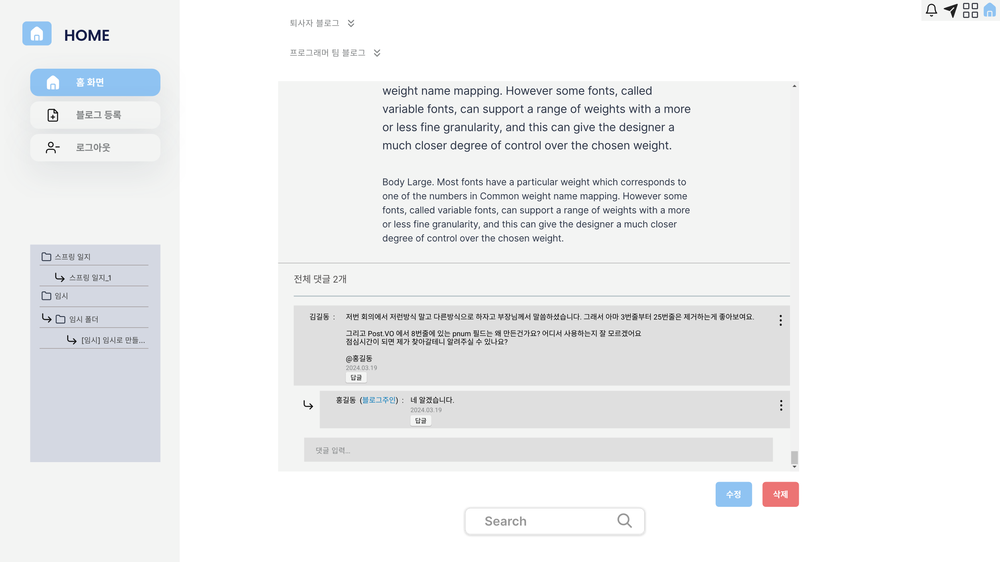 HOME
홈 화면
블로그 등록
로그아웃
스프링 일지
스프링 일지_1
임시
임시 폴더
[임시] 임시로 만들...
퇴사자 블로그
프로그래머 팀 블로그
weight name mapping. However some fonts, called
variable fonts, can support a range of weights with a more
or less fine granularity, and this can give the designer a
much closer degree of control over the chosen weight.
Body Large. Most fonts have a particular weight which corresponds to
one of the numbers in Common weight name mapping. However some
fonts, called variable fonts, can support a range of weights with a more
or less fine granularity, and this can give the designer a much closer
degree of control over the chosen weight.
전체 댓글 2개
김길동 : 저번 회의에서 저런방식 말고 다른방식으로 하자고 부장님께서 말씀하셨습니다. 그래서 아마 3번줄부터 25번줄은 제거하는게 좋아보여요.
그리고 Post.VO 에서 8번줄에 있는 pnum 필드는 왜 만든건가요? 어디서 사용하는지 잘 모르겠어요
점심시간이 되면 제가 찾아갈테니 알려주실 수 있나요?
@홍길동
2024.03.19
답글
홍길동 (블로그주인) : 네 알겠습니다.
2024.03.19
답글
댓글 입력...
수정
삭제
Search